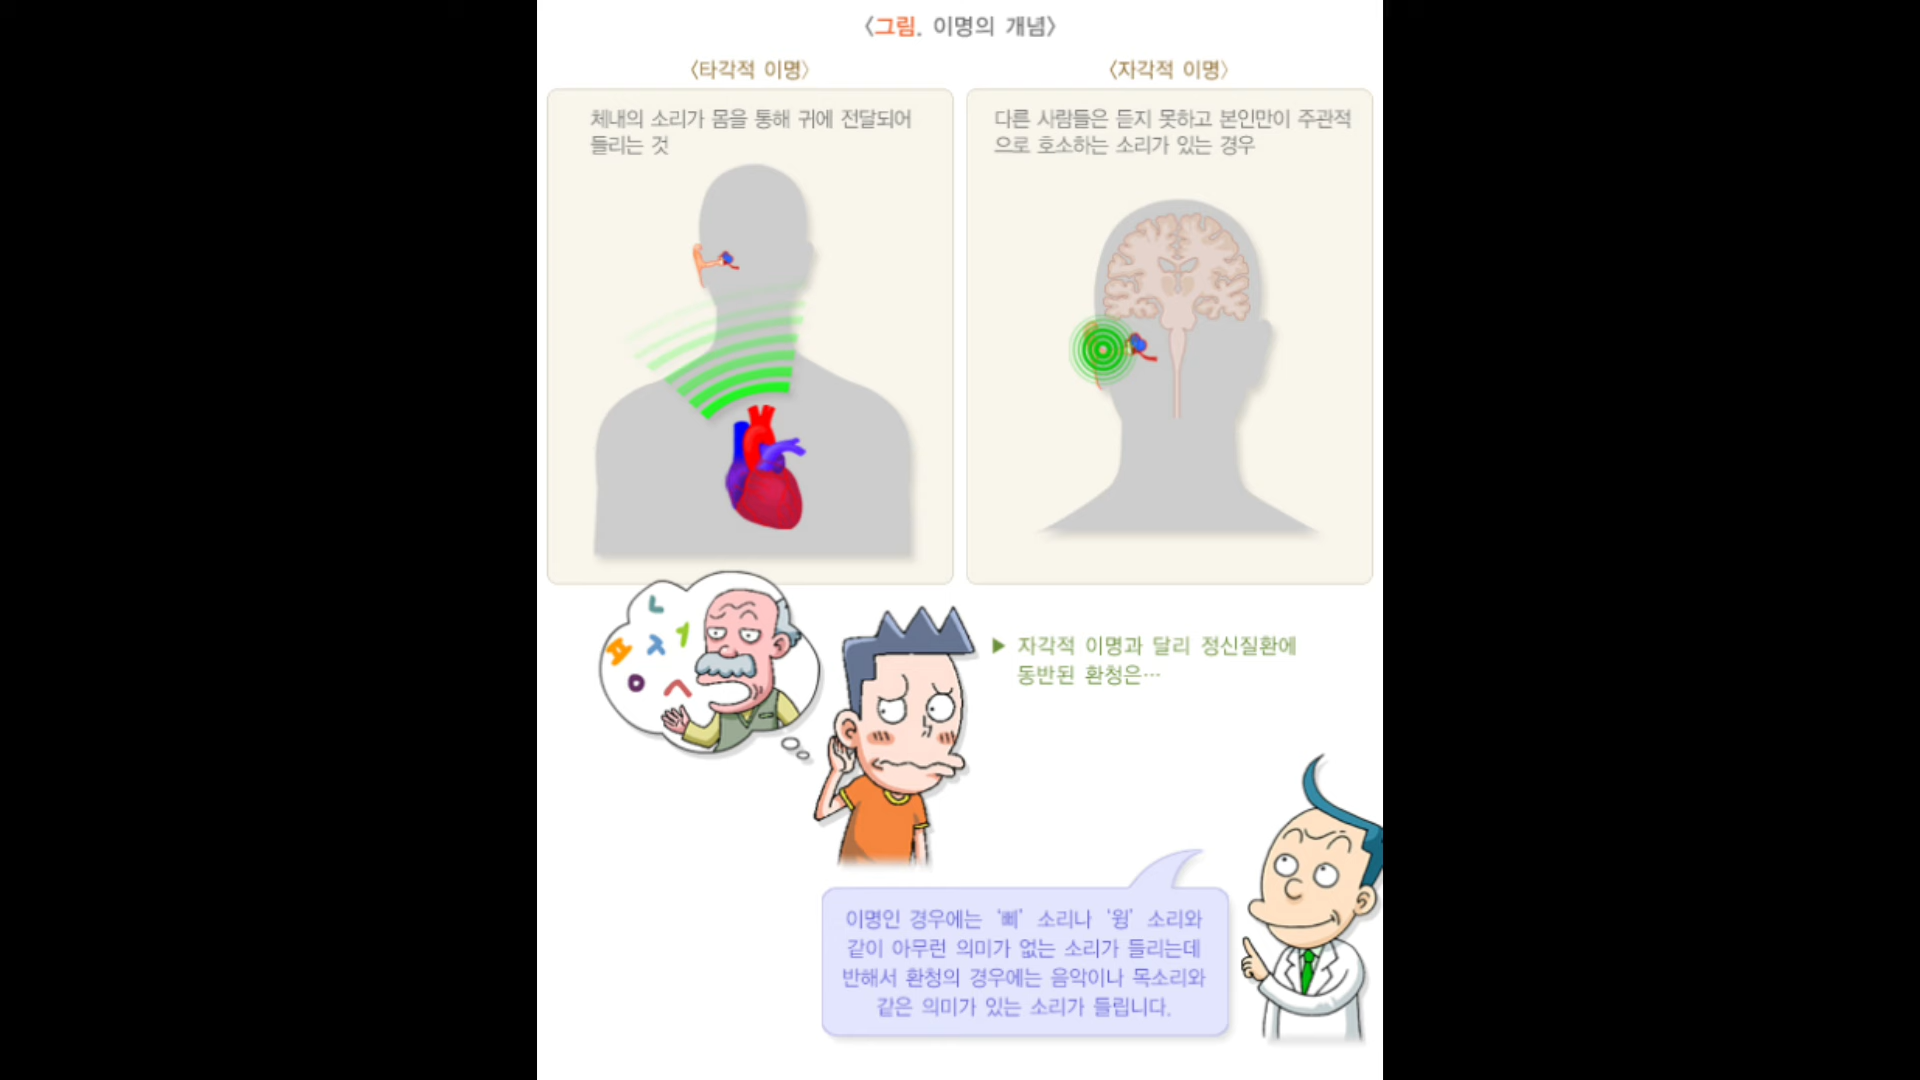 〈그림. 이명의 개념〉
〈타각적 이명〉
체내의 소리가 몸을 통해 귀에 전달되어
들리는 것
〈자각적 이명〉
다른 사람들은 듣지 못하고 본인만이 주관적
으로 호소하는 소리가 있는 경우
ㄴ
ㅍ ㅈ ㅓ
ㅇ ㅅ
▶ 자각적 이명과 달리 정신질환에
동반된 환청은…
이명인 경우에는 ‘삐’ 소리나 ‘윙’ 소리와
같이 아무런 의미가 없는 소리가 들리는데
반해서 환청의 경우에는 음악이나 목소리와
같은 의미가 있는 소리가 들립니다.